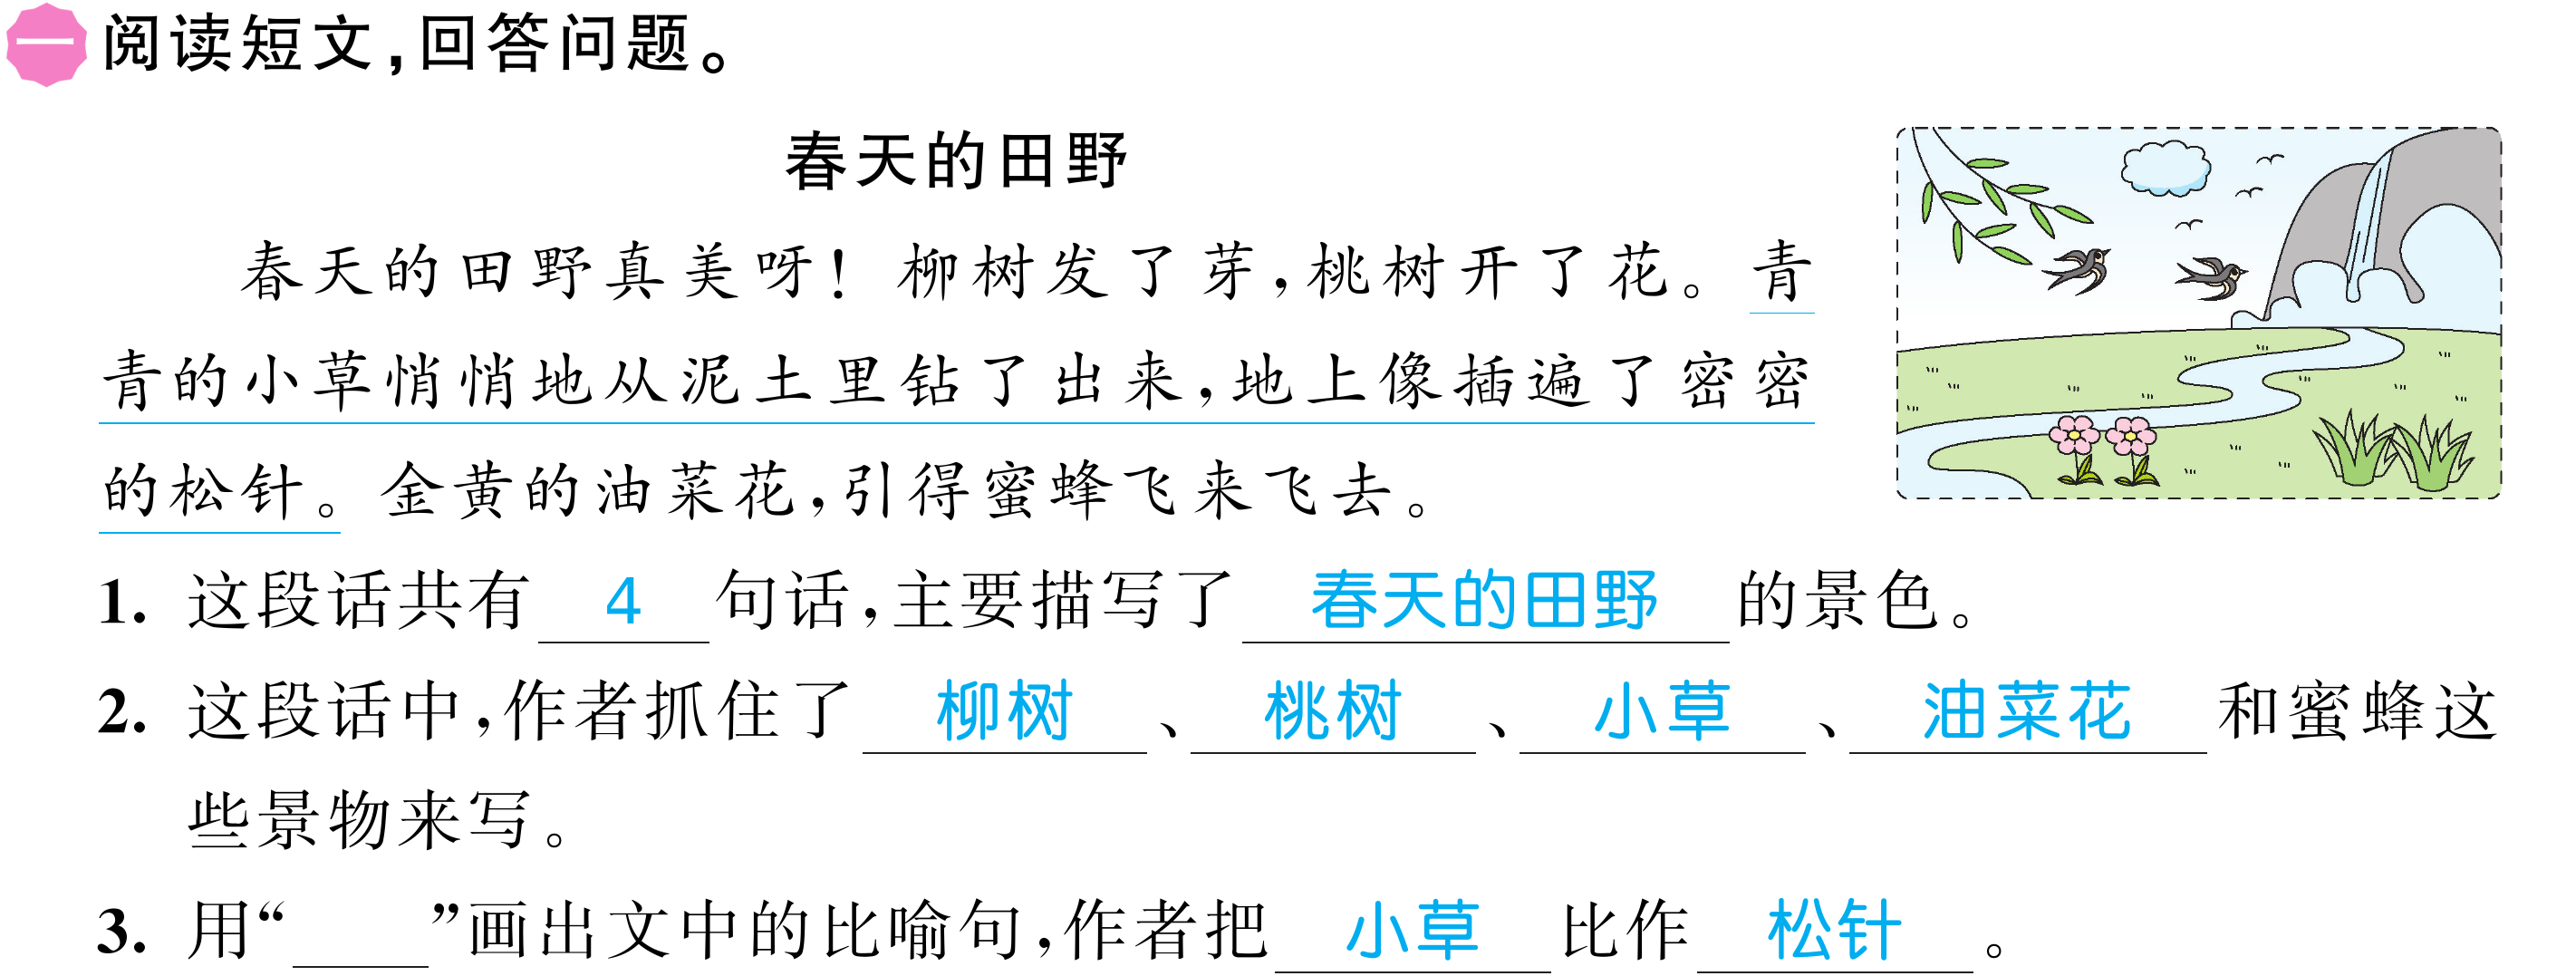 一 阅读短文,回答问题。
春天的田野
春天的田野真美呀! 柳树发了芽,桃树开了花。青
青的小草悄悄地从泥土里钻了出来,地上像插遍了密密
的松针。金黄的油菜花,引得蜜蜂飞来飞去。
1. 这段话共有 4 句话,主要描写了 春天的田野 的景色。
2. 这段话中,作者抓住了 柳树 、 桃树 、 小草 、 油菜花 和蜜蜂这
些景物来写。
3. 用“____”画出文中的比喻句,作者把 小草 比作 松针 。